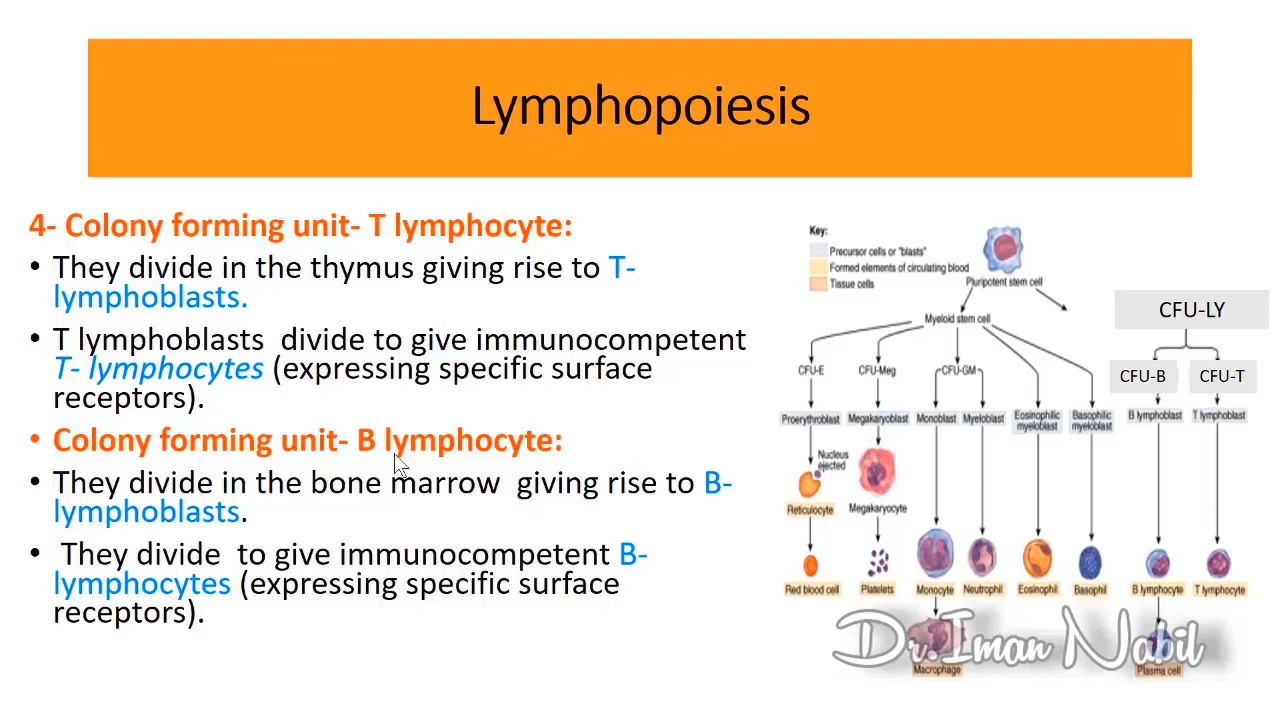 Lymphopoiesis
4- Colony forming unit- T lymphocyte:
• They divide in the thymus giving rise to T-
lymphoblasts.
• T lymphoblasts divide to give immunocompetent
T- lymphocytes (expressing specific surface
receptors).
• Colony forming unit- B lymphocyte:
• They divide in the bone marrow giving rise to B-
lymphoblasts.
• They divide to give immunocompetent B-
lymphocytes (expressing specific surface
receptors).
Key:
Precursor cells or "blasts"
Formed elements of circulating blood
Tissue cells
Pluripotent stem cell
CFU-LY
Myeloid stem cell
CFU-E CFU-Meg CFU-GM CFU-B CFU-T
Proerythroblast Megakaryoblast Monoblast Myeloblast Eosinophilic
myeloblast
Basophilic
myeloblast
B lymphoblast T lymphoblast
Nucleus
ejected
Reticulocyte Megakaryocyte
Red blood cell Platelets Monocyte Neutrophil Eosinophil Basophil B lymphocyte T lymphocyte
Dr.Iman Nabil
Macrophage Plasma cell